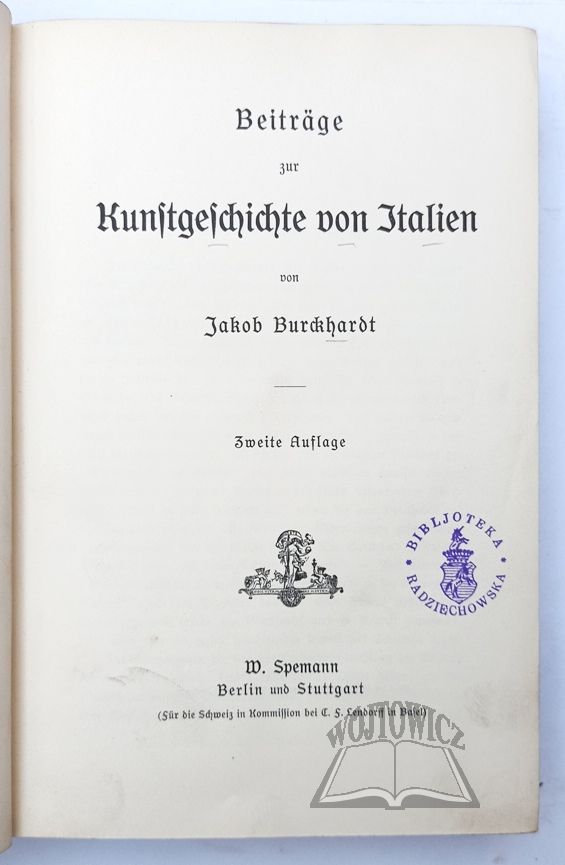 Beiträge
zur
Kunstgeschichte von Italien
von
Jakob Burckhardt
Zweite Auflage
BIBLJOTEKA
RADZIECHOWSKA
W. Spemann
Berlin und Stuttgart
(Für die Schweiz in Kommission bei C. F. Lendorff in Basel)
WÓJTOWICZ